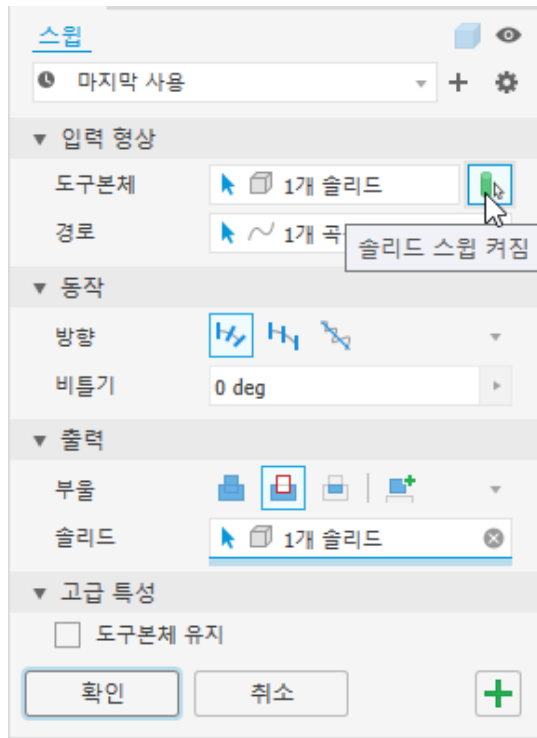 스윕
마지막 사용
입력 형상
도구본체 1개 솔리드
경로 1개
솔리드 스윕 켜짐
동작
방향
비틀기 0 deg
출력
부울
솔리드 1개 솔리드
고급 특성
도구본체 유지
확인 취소